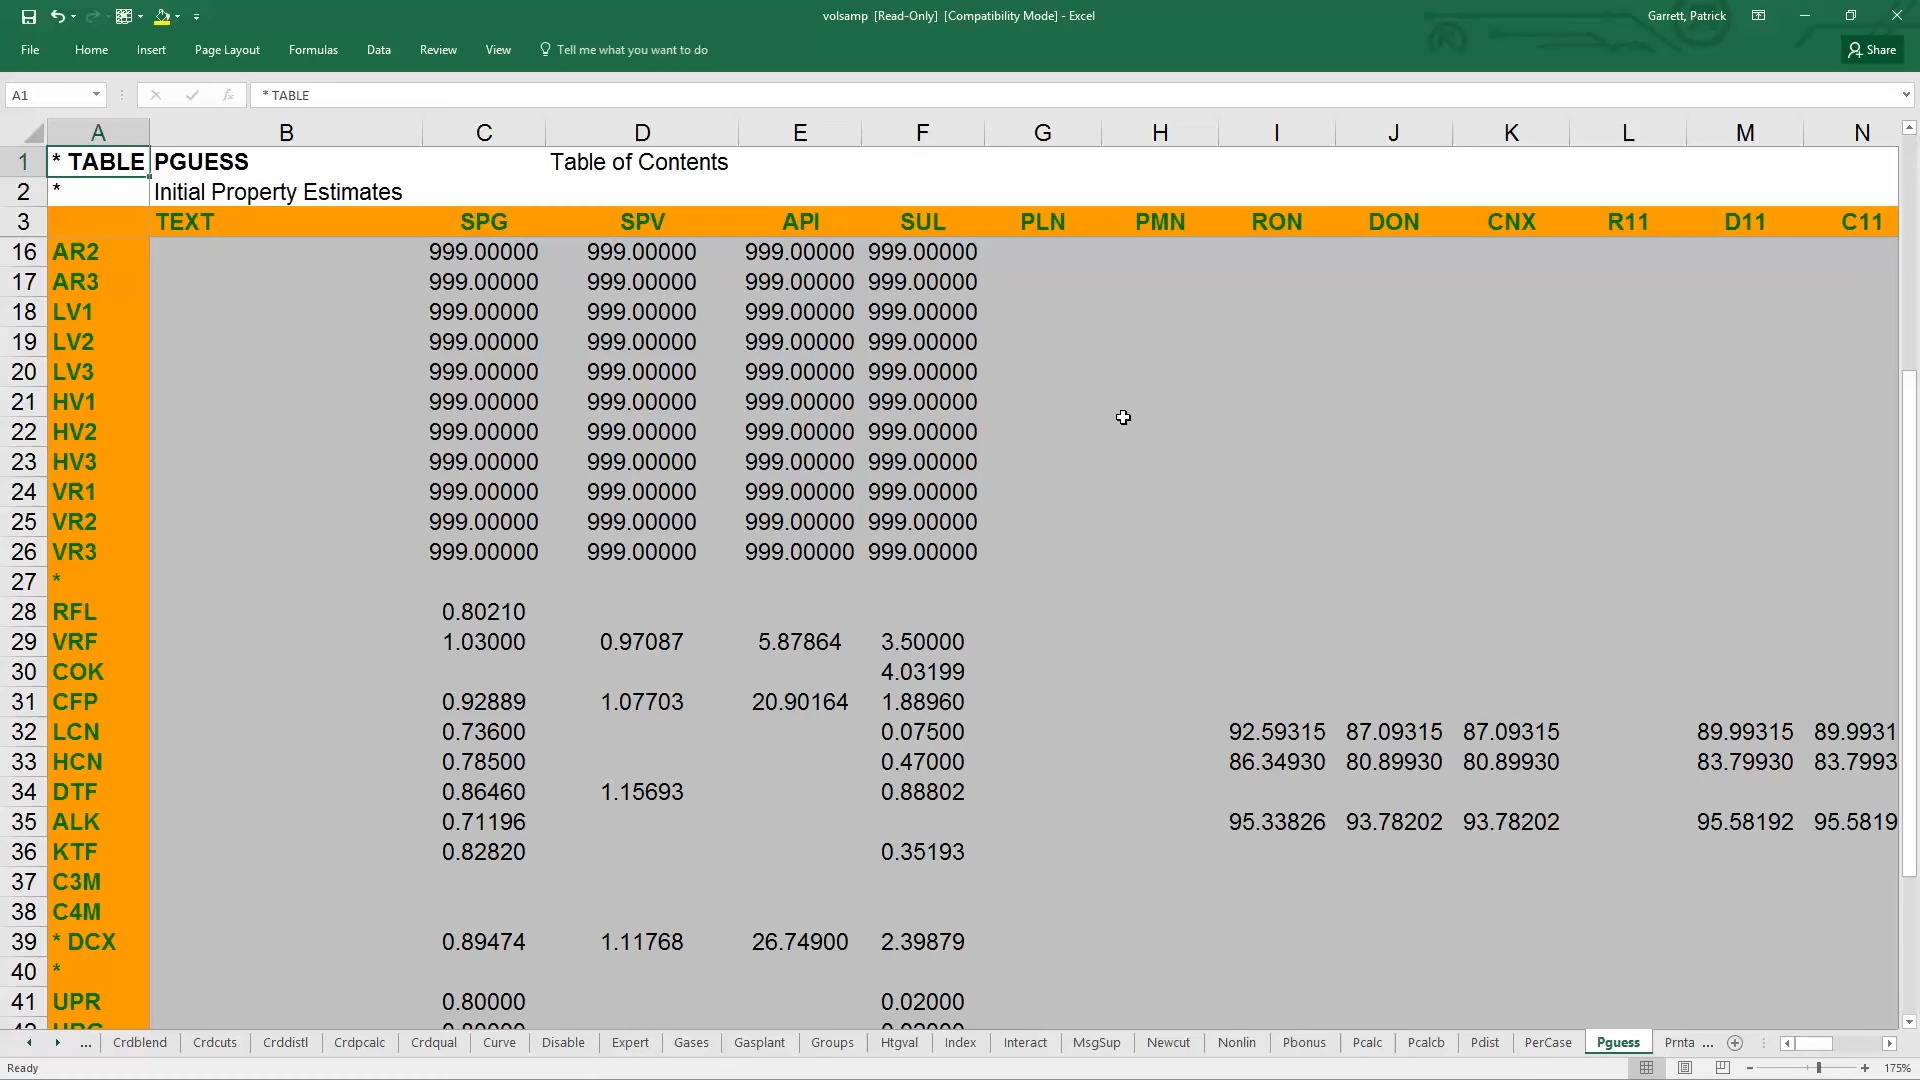 volsamp [Read-Only] [Compatibility Mode] - Excel
Garrett, Patrick
File Home Insert Page Layout Formulas Data Review View Tell me what you want to do
Share
A1 fx * TABLE
A B C D E F G H I J K L M N
1 * TABLE PGUESS Table of Contents
2 * Initial Property Estimates
3 TEXT SPG SPV API SUL PLN PMN RON DON CNX R11 D11 C11
16 AR2 999.00000 999.00000 999.00000 999.00000
17 AR3 999.00000 999.00000 999.00000 999.00000
18 LV1 999.00000 999.00000 999.00000 999.00000
19 LV2 999.00000 999.00000 999.00000 999.00000
20 LV3 999.00000 999.00000 999.00000 999.00000
21 HV1 999.00000 999.00000 999.00000 999.00000
22 HV2 999.00000 999.00000 999.00000 999.00000
23 HV3 999.00000 999.00000 999.00000 999.00000
24 VR1 999.00000 999.00000 999.00000 999.00000
25 VR2 999.00000 999.00000 999.00000 999.00000
26 VR3 999.00000 999.00000 999.00000 999.00000
27 *
28 RFL 0.80210
29 VRF 1.03000 0.97087 5.87864 3.50000
30 COK 4.03199
31 CFP 0.92889 1.07703 20.90164 1.88960
32 LCN 0.73600 0.07500 92.59315 87.09315 87.09315 89.99315 89.9931
33 HCN 0.78500 0.47000 86.34930 80.89930 80.89930 83.79930 83.7993
34 DTF 0.86460 1.15693 0.88802
35 ALK 0.71196 95.33826 93.78202 93.78202 95.58192 95.5819
36 KTF 0.82820 0.35193
37 C3M
38 C4M
39 * DCX 0.89474 1.11768 26.74900 2.39879
40 *
41 UPR 0.80000 0.02000
... Crdblend Crdcuts Crddistl Crdpcalc Crdqual Curve Disable Expert Gases Gasplant Groups Htgval Index Interact MsgSup Newcut Nonlin Pbonus Pcalc Pcalcb Pdist PerCase Pguess Prnta ...
Ready
175%